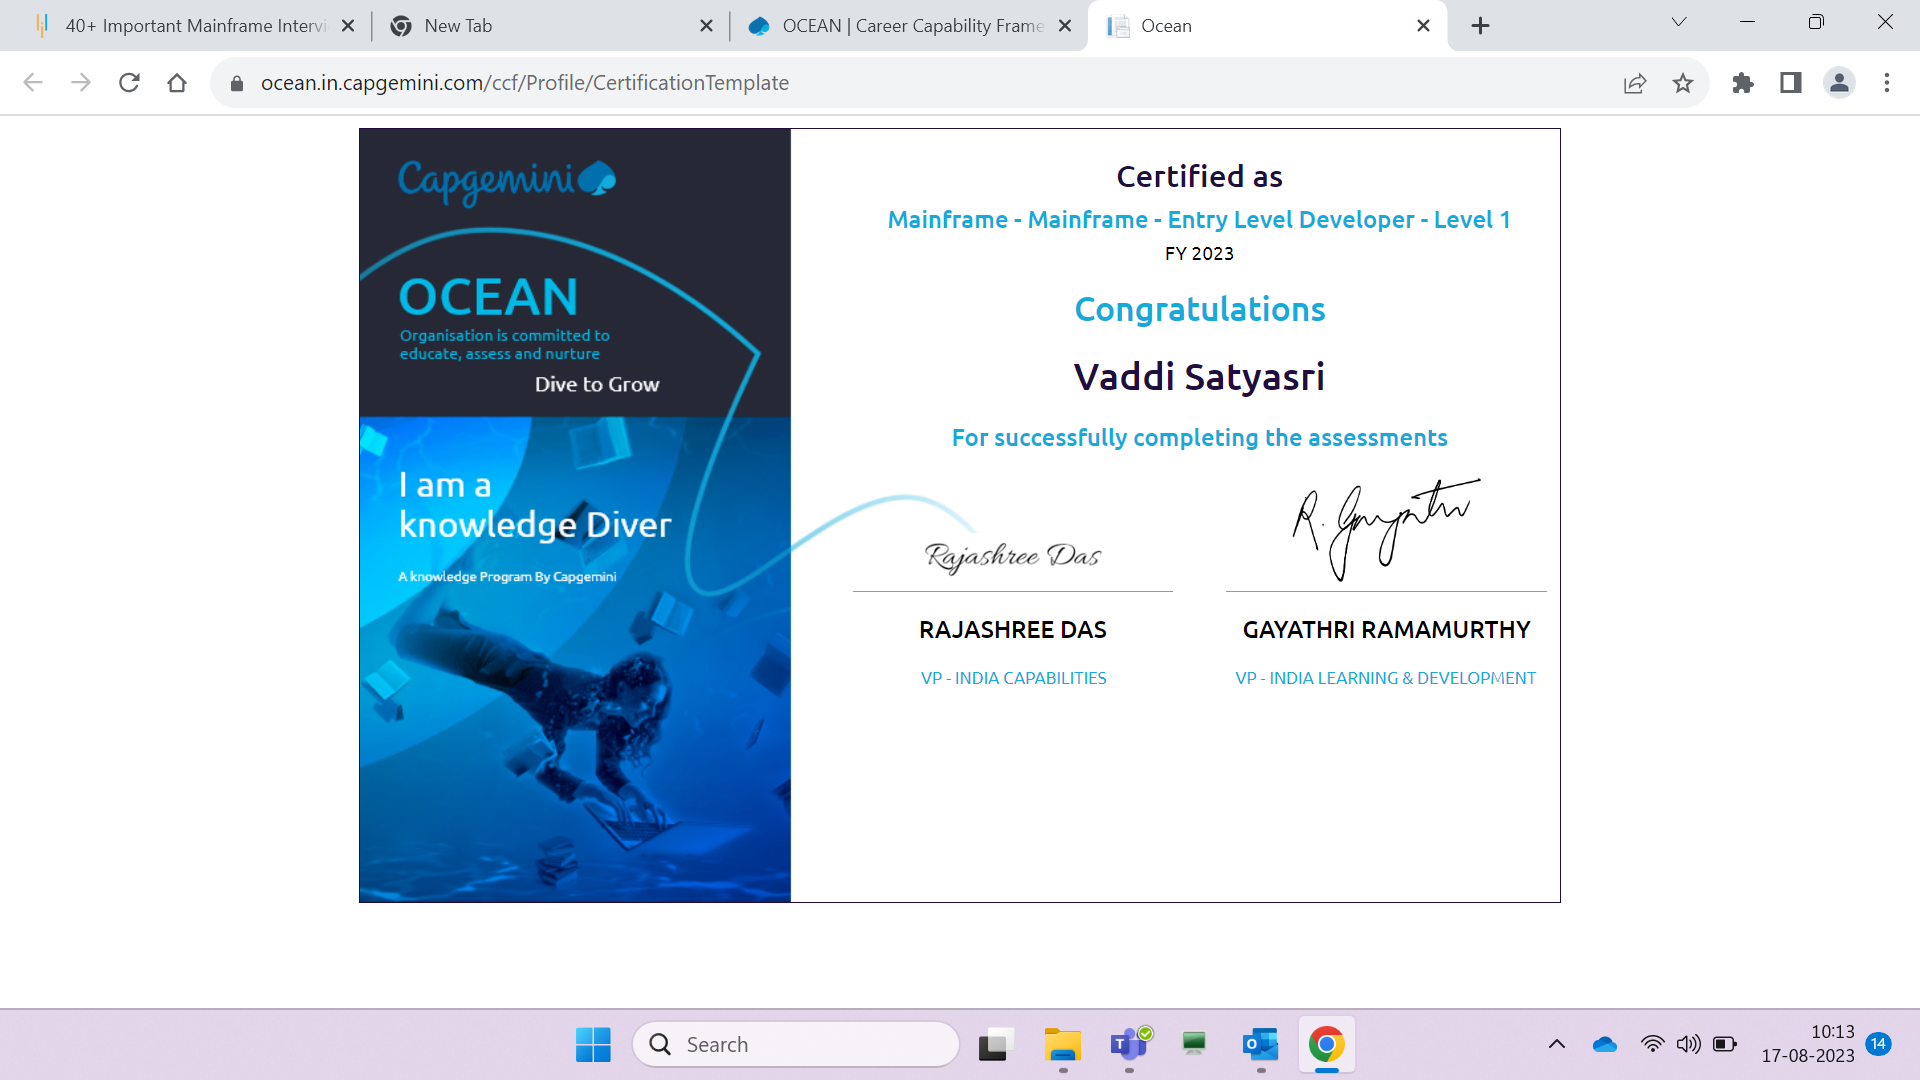 40+ Important Mainframe Intervi
New Tab
OCEAN | Career Capability Frame
Ocean
ocean.in.capgemini.com/ccf/Profile/CertificationTemplate
Capgemini
OCEAN
Organisation is committed to
educate, assess and nurture
Dive to Grow
I am a
knowledge Diver
A knowledge Program By Capgemini
Certified as
Mainframe - Mainframe - Entry Level Developer - Level 1
FY 2023
Congratulations
Vaddi Satyasri
For successfully completing the assessments
Rajashree Das
R. Gayathri
RAJASHREE DAS
GAYATHRI RAMAMURTHY
VP - INDIA CAPABILITIES
VP - INDIA LEARNING & DEVELOPMENT
Search
10:13
17-08-2023
14